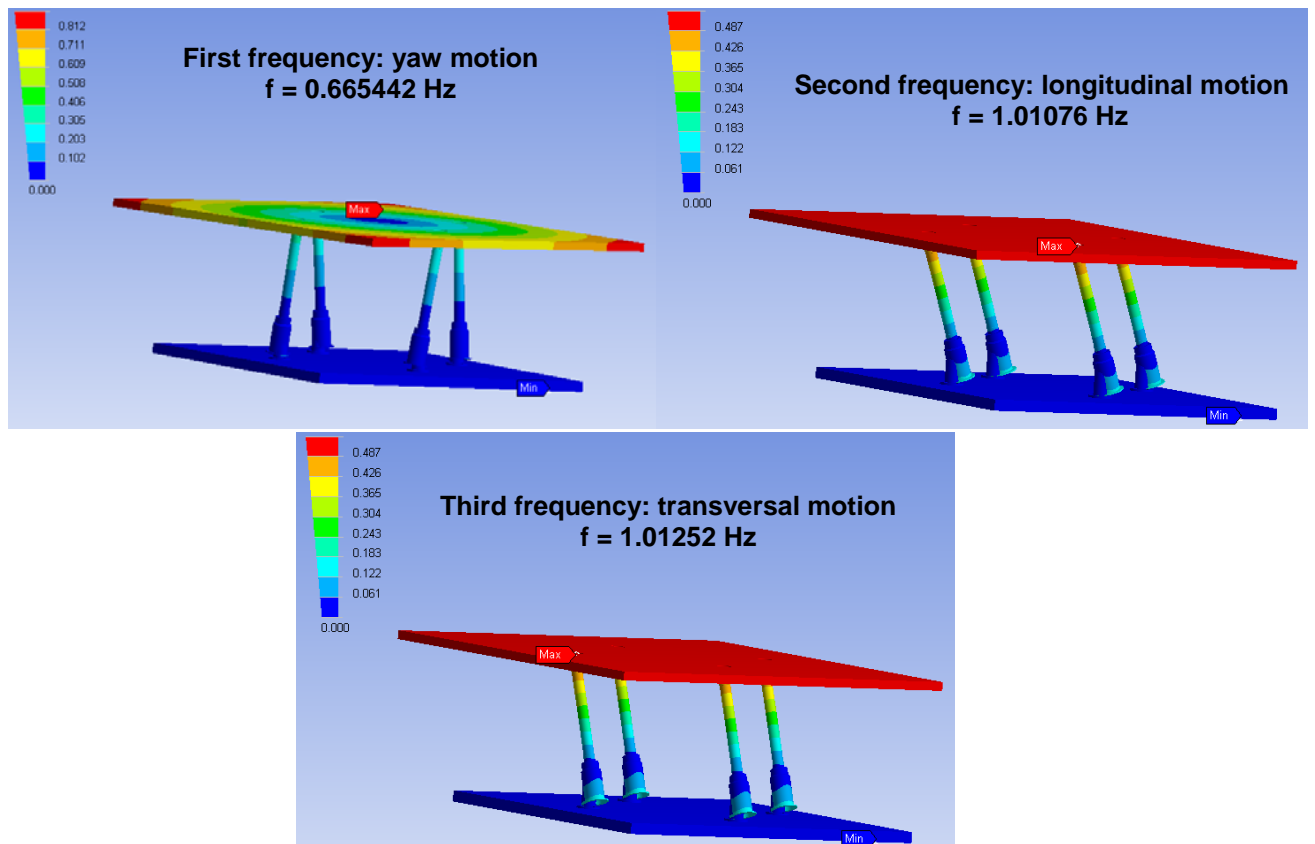 0.812
0.711
0.609
0.508
0.406
0.305
0.203
0.102
0.000
First frequency: yaw motion
f = 0.665442 Hz
Max
Min
0.487
0.426
0.365
0.304
0.243
0.183
0.122
0.061
0.000
Second frequency: longitudinal motion
f = 1.01076 Hz
Max
Min
0.487
0.426
0.365
0.304
0.243
0.183
0.122
0.061
0.000
Third frequency: transversal motion
f = 1.01252 Hz
Max
Min